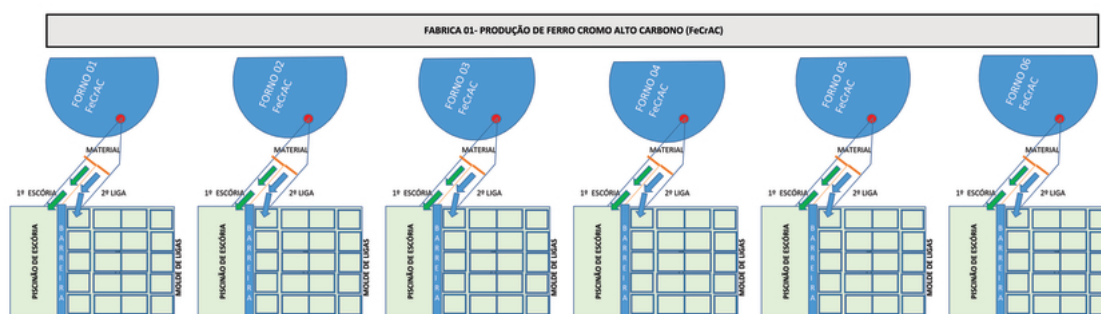 FABRICA 01- PRODUÇÃO DE FERRO CROMO ALTO CARBONO (FeCrAC)
FORNO 01
FeCrAC
MATERIAL
1º ESCÓRIA
2º LIGA
PISCINÃO DE ESCÓRIA
BARREIRA
MOLDE DE LIGAS
FORNO 02
FeCrAC
MATERIAL
1º ESCÓRIA
2º LIGA
PISCINÃO DE ESCÓRIA
BARREIRA
MOLDE DE LIGAS
FORNO 03
FeCrAC
MATERIAL
1º ESCÓRIA
2º LIGA
PISCINÃO DE ESCÓRIA
BARREIRA
MOLDE DE LIGAS
FORNO 04
FeCrAC
MATERIAL
1º ESCÓRIA
2º LIGA
PISCINÃO DE ESCÓRIA
BARREIRA
MOLDE DE LIGAS
FORNO 05
FeCrAC
MATERIAL
1º ESCÓRIA
2º LIGA
PISCINÃO DE ESCÓRIA
BARREIRA
MOLDE DE LIGAS
FORNO 06
FeCrAC
MATERIAL
1º ESCÓRIA
2º LIGA
PISCINÃO DE ESCÓRIA
BARREIRA
MOLDE DE LIGAS